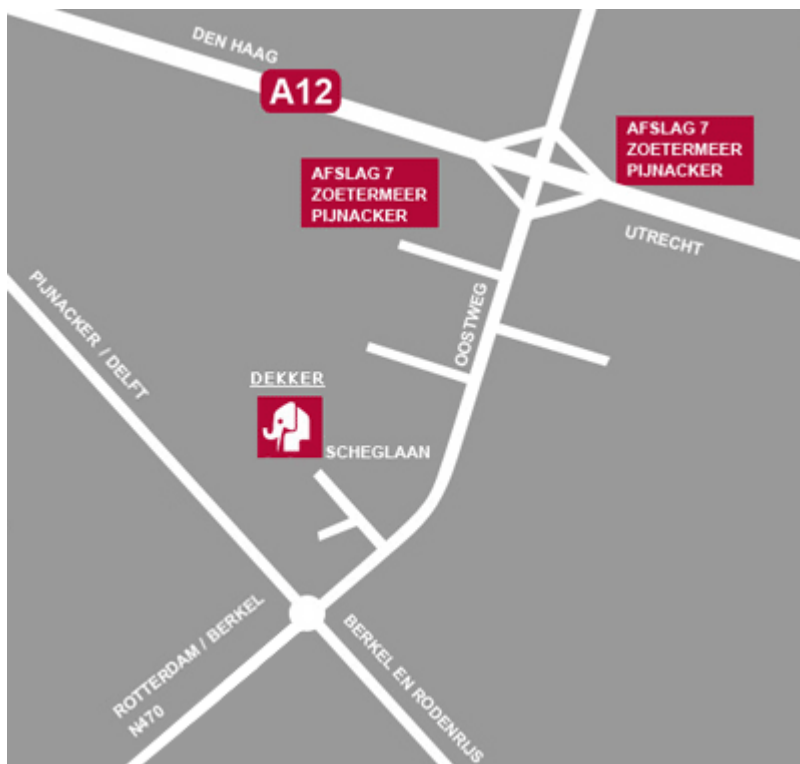 DEN HAAG
A12
AFSLAG 7
ZOETERMEER
PIJNACKER
AFSLAG 7
ZOETERMEER
PIJNACKER
UTRECHT
PIJNACKER / DELFT
OOSTWEG
DEKKER
SCHEGLAAN
ROTTERDAM / BERKEL
N470
BERKEL EN RODENRIJS